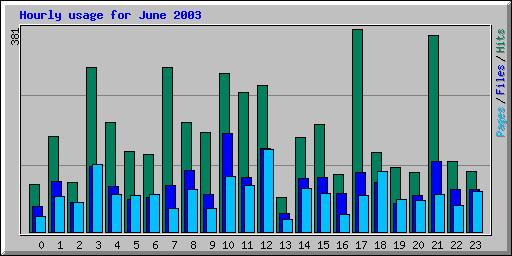 Hourly usage for June 2003
381
Pages/Files/Hits
0 1 2 3 4 5 6 7 8 9 10 11 12 13 14 15 16 17 18 19 20 21 22 23